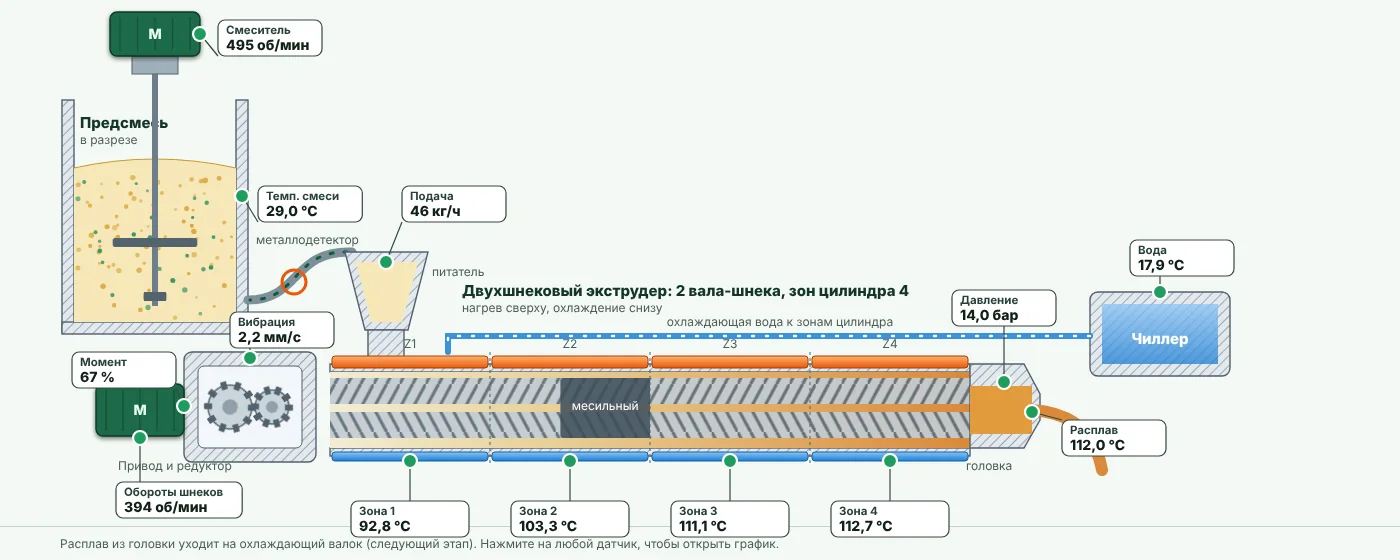 M
Смеситель
495 об/мин
Предсмесь
в разрезе
Темп. смеси
29,0 °C
Подача
46 кг/ч
металлодетектор
питатель
Вода
17,9 °C
Двухшнековый экструдер: 2 вала-шнека, зон цилиндра 4
нагрев сверху, охлаждение снизу
охлаждающая вода к зонам цилиндра
Давление
14,0 бар
Чиллер
Вибрация
2,2 мм/с
Z1
Z2
Z3
Z4
Момент
67 %
M
месильный
Расплав
112,0 °C
Привод и редуктор
головка
Обороты шнеков
394 об/мин
Зона 1
92,8 °C
Зона 2
103,3 °C
Зона 3
111,1 °C
Зона 4
112,7 °C
Расплав из головки уходит на охлаждающий валок (следующий этап). Нажмите на любой датчик, чтобы открыть график.